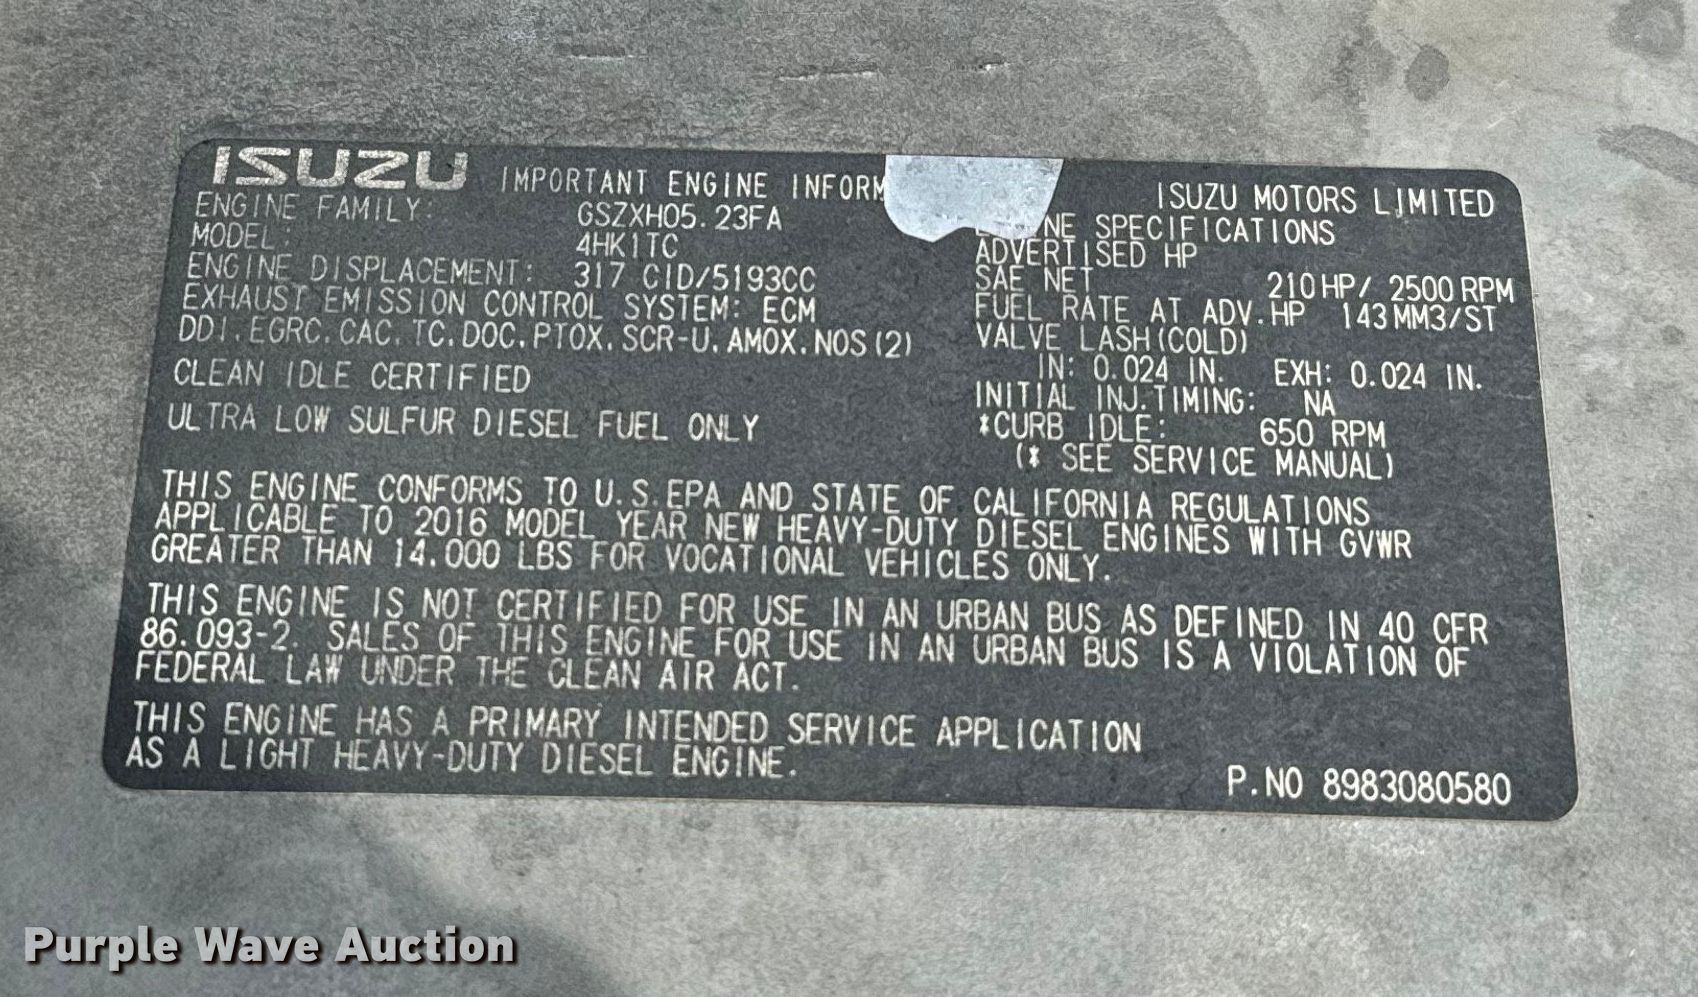 ISUZU IMPORTANT ENGINE INFORM
ISUZU MOTORS LIMITED
ENGINE FAMILY: GSZXH05.23FA
MODEL: 4HK1TC
ENGINE DISPLACEMENT: 317 CID/5193CC
EXHAUST EMISSION CONTROL SYSTEM: ECM
DDI.EGRC.CAC.TC.DOC.PTOX.SCR-U.AMOX.NOS(2)
CLEAN IDLE CERTIFIED
ULTRA LOW SULFUR DIESEL FUEL ONLY
NE SPECIFICATIONS
ADVERTISED HP
SAE NET 210HP/ 2500RPM
FUEL RATE AT ADV.HP 143MM3/ST
VALVE LASH(COLD)
IN: 0.024 IN. EXH: 0.024 IN.
INITIAL INJ.TIMING: NA
*CURB IDLE: 650 RPM
(* SEE SERVICE MANUAL)
THIS ENGINE CONFORMS TO U.S.EPA AND STATE OF CALIFORNIA REGULATIONS
APPLICABLE TO 2016 MODEL YEAR NEW HEAVY-DUTY DIESEL ENGINES WITH GVWR
GREATER THAN 14.000 LBS FOR VOCATIONAL VEHICLES ONLY.
THIS ENGINE IS NOT CERTIFIED FOR USE IN AN URBAN BUS AS DEFINED IN 40 CFR
86.093-2. SALES OF THIS ENGINE FOR USE IN AN URBAN BUS IS A VIOLATION OF
FEDERAL LAW UNDER THE CLEAN AIR ACT.
THIS ENGINE HAS A PRIMARY INTENDED SERVICE APPLICATION
AS A LIGHT HEAVY-DUTY DIESEL ENGINE.
P.NO 8983080580
Purple Wave Auction